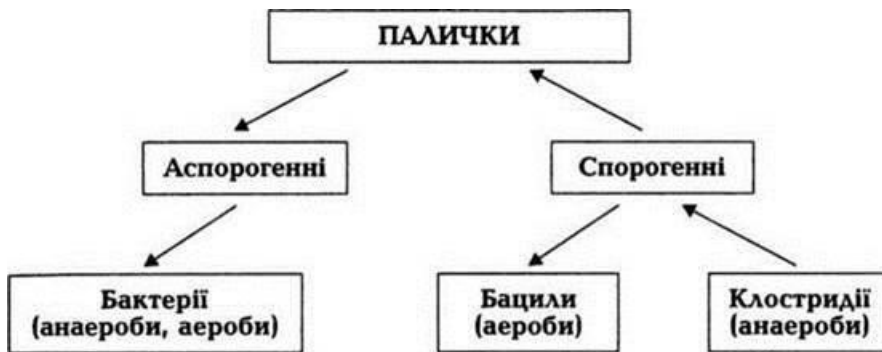 ПАЛИЧКИ
Аспорогенні
Спорогенні
Бактерії
(анаероби, аероби)
Бацили
(аероби)
Клостридії
(анаероби)